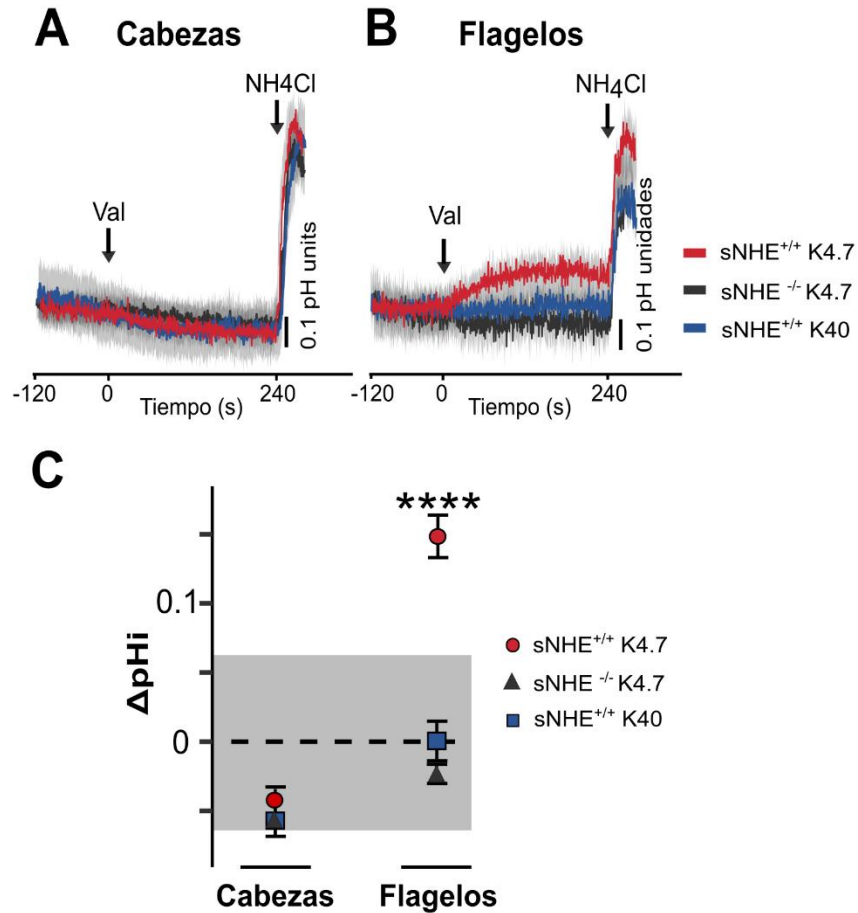 A Cabezas
NH4Cl
Val
0.1 pH units
-120 0 240
Tiempo (s)
B Flagelos
NH₄Cl
Val
0.1 pH unidades
-120 0 240
Tiempo (s)
sNHE⁺/⁺ K4.7
sNHE ⁻/⁻ K4.7
sNHE⁺/⁺ K40
C
****
0.1
0
ΔpHi
sNHE⁺/⁺ K4.7
sNHE ⁻/⁻ K4.7
sNHE⁺/⁺ K40
Cabezas Flagelos